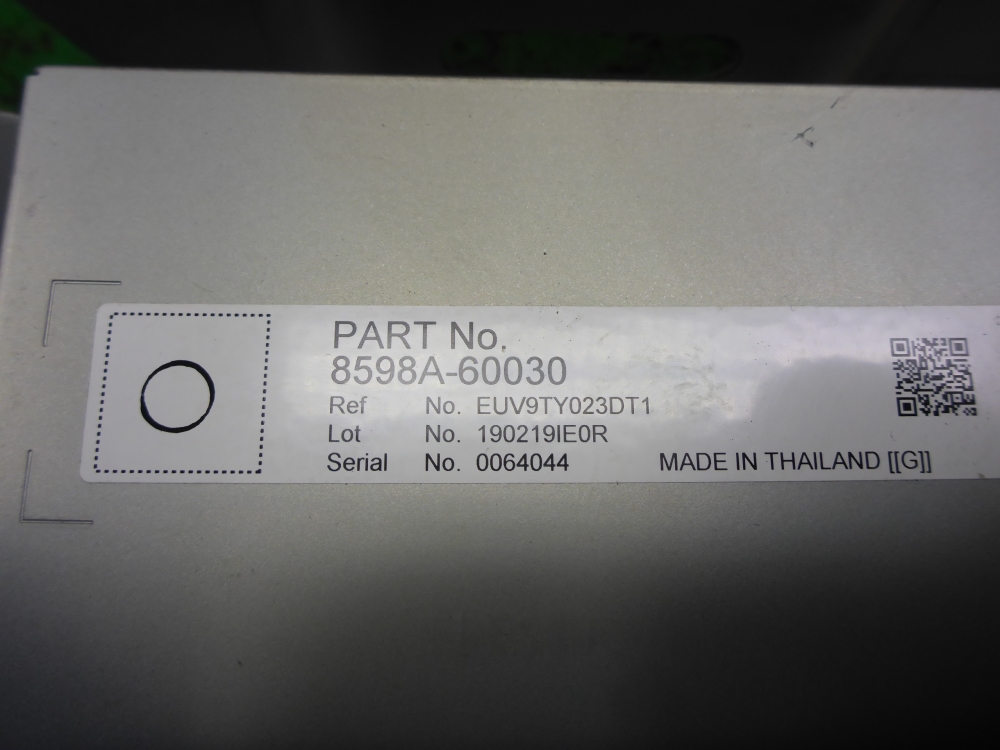 PART No.
8598A-60030
Ref No. EUV9TY023DT1
Lot No. 190219IE0R
Serial No. 0064044
MADE IN THAILAND [[G]]